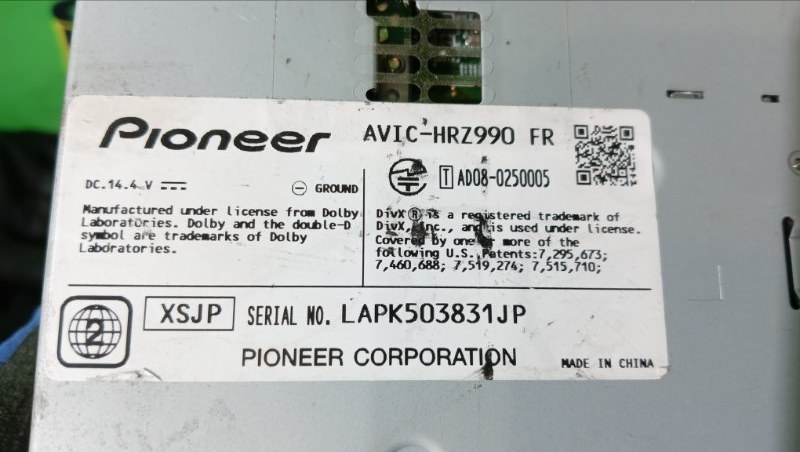 Pioneer
AVIC-HRZ990 FR
DC.14.4 V
GROUND
T AD08-0250005
Manufactured under license from Dolby
Laboratories. Dolby and the double-D
symbol are trademarks of Dolby
Laboratories.
DivX® is a registered trademark of
DivX, Inc., and is used under license.
Covered by one or more of the
following U.S. Patents:7,295,673;
7,460,688; 7,519,274; 7,515,710;
2
XSJP
SERIAL NO. LAPK503831JP
PIONEER CORPORATION
MADE IN CHINA